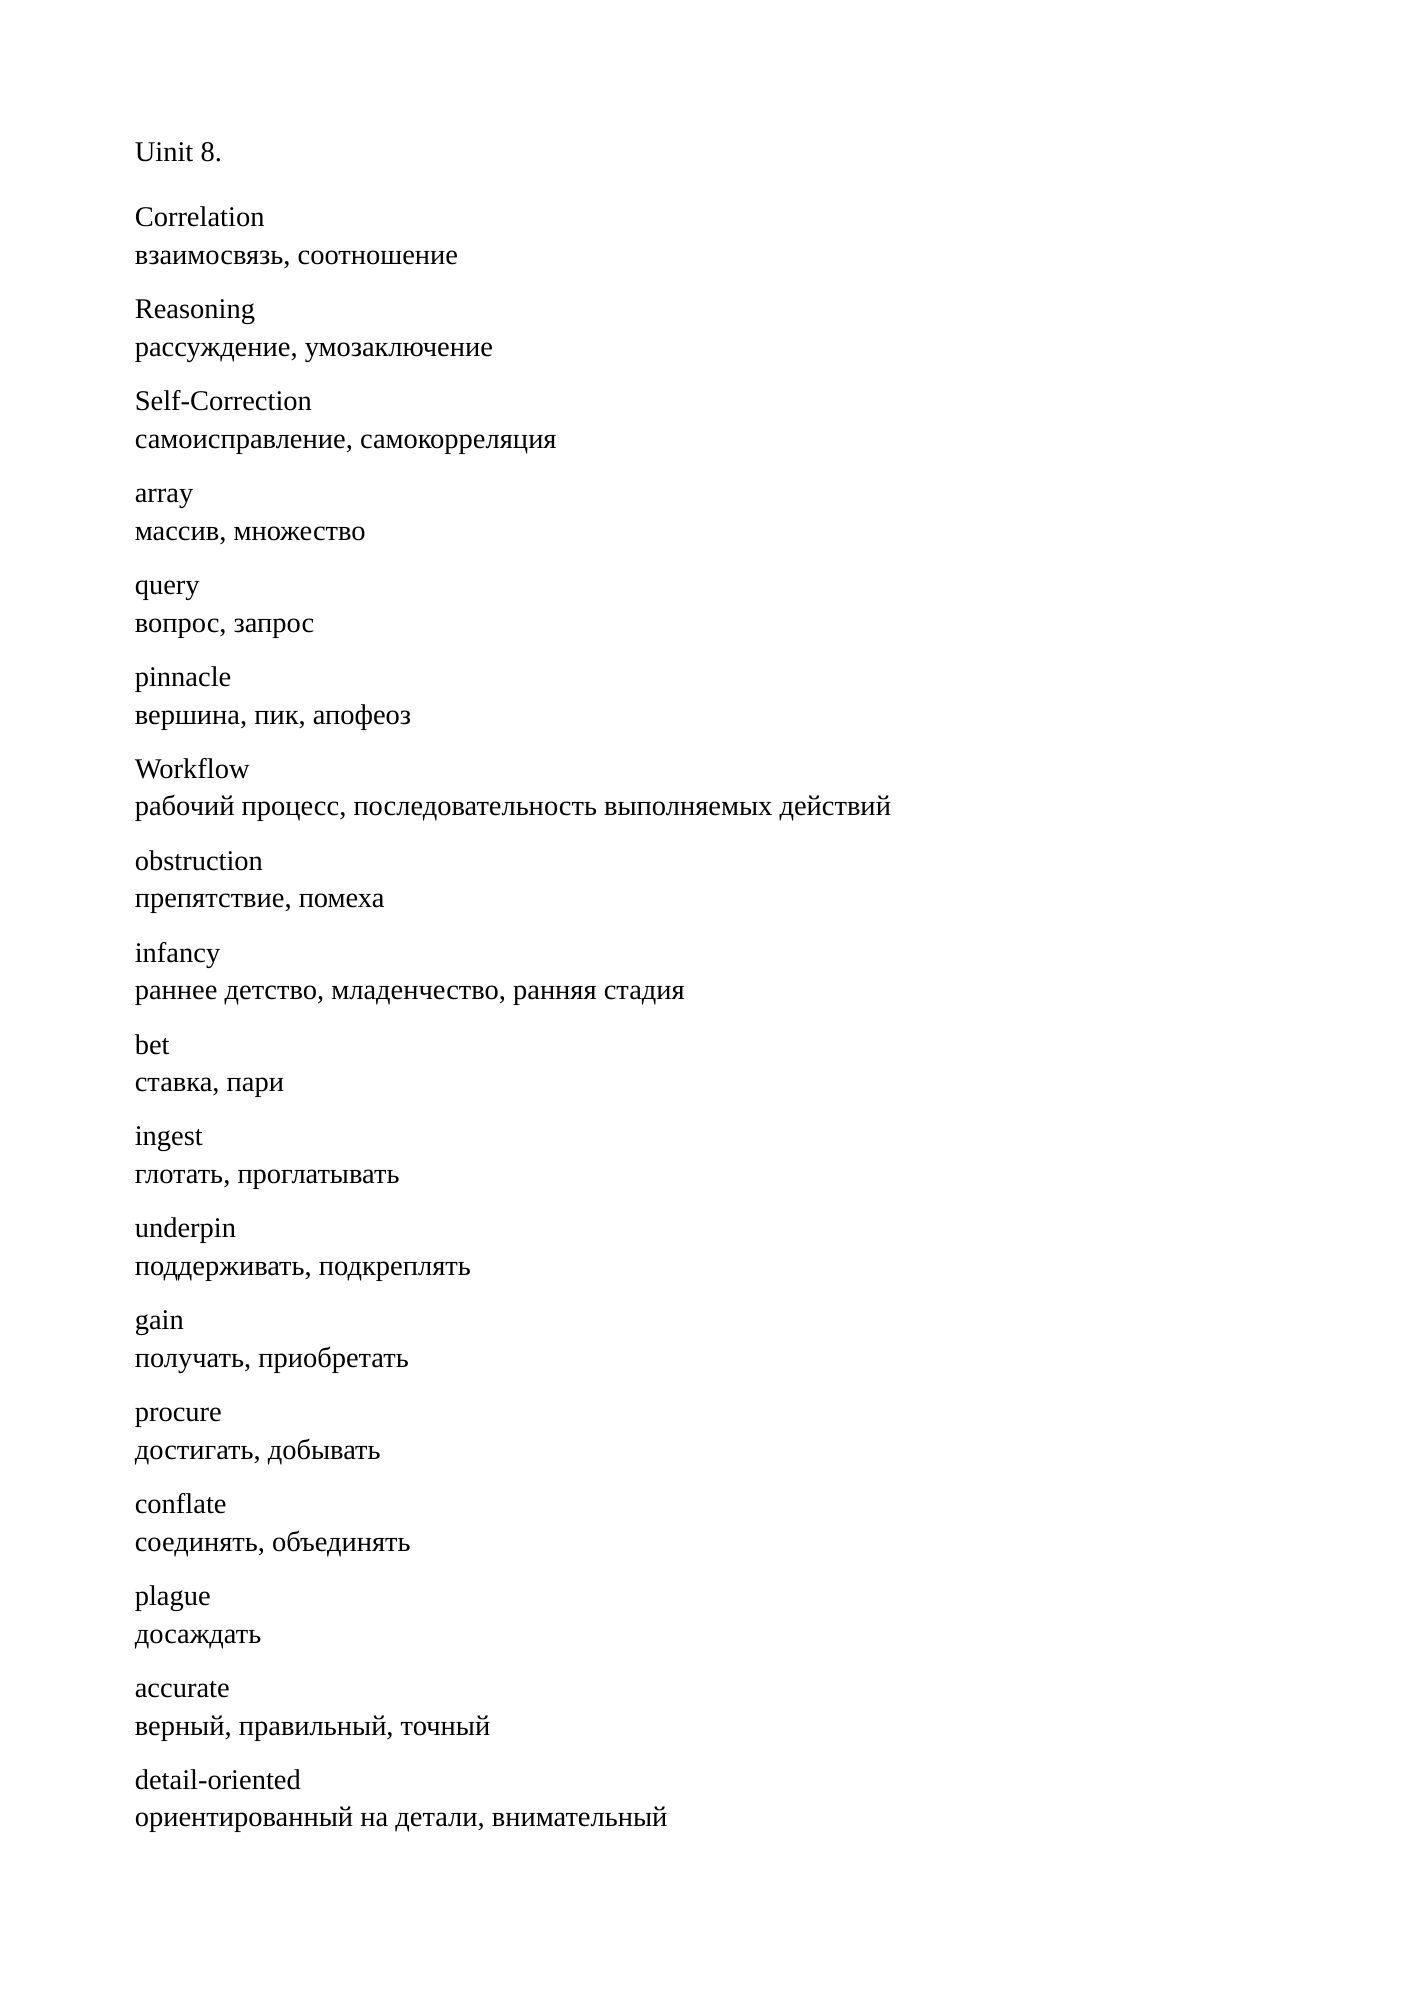 Uinit 8.
Correlation
взаимосвязь, соотношение
Reasoning
рассуждение, умозаключение
Self-Correction
самоисправление, самокорреляция
array
массив, множество
query
вопрос, запрос
pinnacle
вершина, пик, апофеоз
Workflow
рабочий процесс, последовательность выполняемых действий
obstruction
препятствие, помеха
infancy
раннее детство, младенчество, ранняя стадия
bet
ставка, пари
ingest
глотать, проглатывать
underpin
поддерживать, подкреплять
gain
получать, приобретать
procure
достигать, добывать
conflate
соединять, объединять
plague
досаждать
accurate
верный, правильный, точный
detail-oriented
ориентированный на детали, внимательный